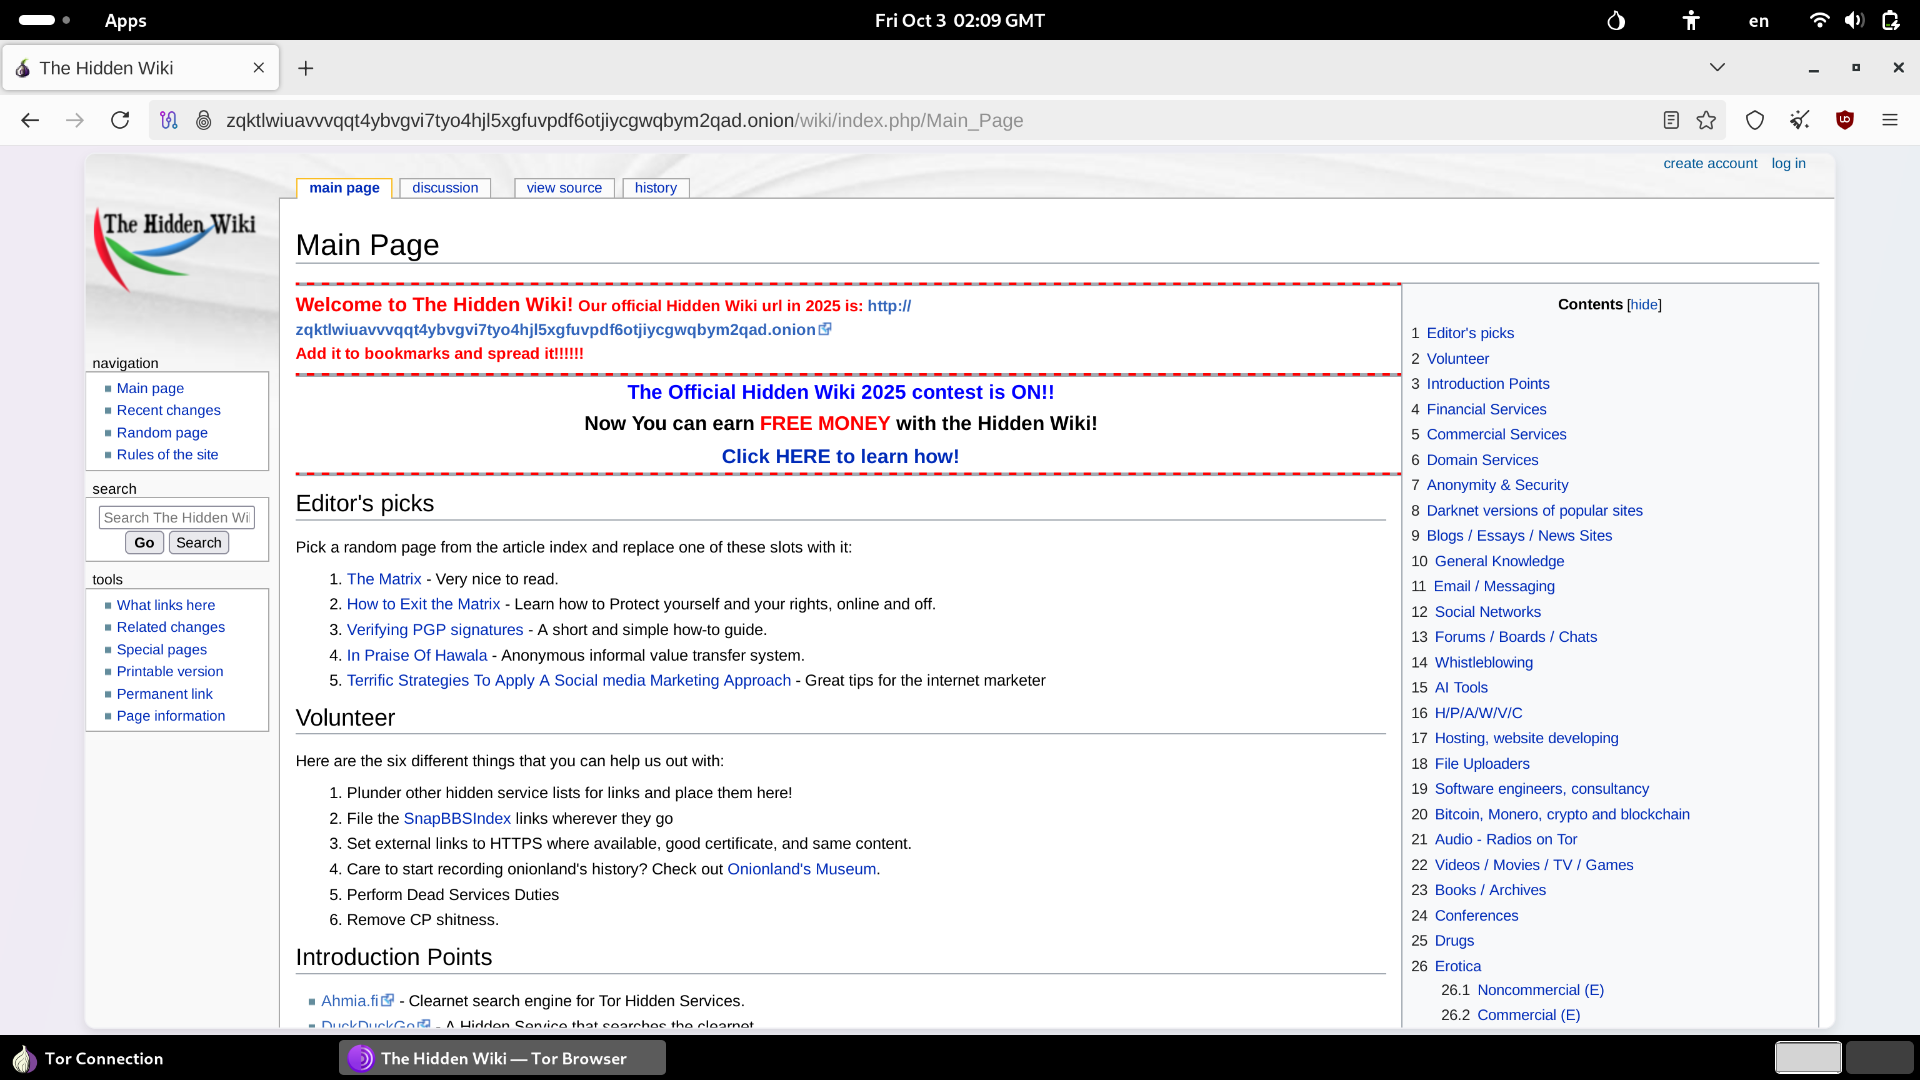 Apps
Fri Oct 3 02:09 GMT
en
The Hidden Wiki
zqktlwiuavvvqqt4ybvgvi7tyo4hjl5xgfuvpdf6otjiycgwqbym2qad.onion/wiki/index.php/Main_Page
create account log in
main page discussion view source history
The Hidden Wiki
navigation
Main page
Recent changes
Random page
Rules of the site
search
Search The Hidden Wi
Go Search
tools
What links here
Related changes
Special pages
Printable version
Permanent link
Page information
Main Page
Welcome to The Hidden Wiki! Our official Hidden Wiki url in 2025 is: http://
zqktlwiuavvvqqt4ybvgvi7tyo4hjl5xgfuvpdf6otjiycgwqbym2qad.onion
Add it to bookmarks and spread it!!!!!!
The Official Hidden Wiki 2025 contest is ON!!
Now You can earn FREE MONEY with the Hidden Wiki!
Click HERE to learn how!
Editor's picks
Pick a random page from the article index and replace one of these slots with it:
1. The Matrix - Very nice to read.
2. How to Exit the Matrix - Learn how to Protect yourself and your rights, online and off.
3. Verifying PGP signatures - A short and simple how-to guide.
4. In Praise Of Hawala - Anonymous informal value transfer system.
5. Terrific Strategies To Apply A Social media Marketing Approach - Great tips for the internet marketer
Volunteer
Here are the six different things that you can help us out with:
1. Plunder other hidden service lists for links and place them here!
2. File the SnapBBSIndex links wherever they go
3. Set external links to HTTPS where available, good certificate, and same content.
4. Care to start recording onionland's history? Check out Onionland's Museum.
5. Perform Dead Services Duties
6. Remove CP shitness.
Introduction Points
Ahmia.fi - Clearnet search engine for Tor Hidden Services.
DuckDuckGo - A Hidden Service that searches the clearnet.
Contents [hide]
1 Editor's picks
2 Volunteer
3 Introduction Points
4 Financial Services
5 Commercial Services
6 Domain Services
7 Anonymity & Security
8 Darknet versions of popular sites
9 Blogs / Essays / News Sites
10 General Knowledge
11 Email / Messaging
12 Social Networks
13 Forums / Boards / Chats
14 Whistleblowing
15 AI Tools
16 H/P/A/W/V/C
17 Hosting, website developing
18 File Uploaders
19 Software engineers, consultancy
20 Bitcoin, Monero, crypto and blockchain
21 Audio - Radios on Tor
22 Videos / Movies / TV / Games
23 Books / Archives
24 Conferences
25 Drugs
26 Erotica
26.1 Noncommercial (E)
26.2 Commercial (E)
Tor Connection
The Hidden Wiki — Tor Browser